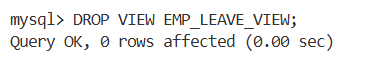 mysql> DROP VIEW EMP_LEAVE_VIEW;
Query OK, 0 rows affected (0.00 sec)